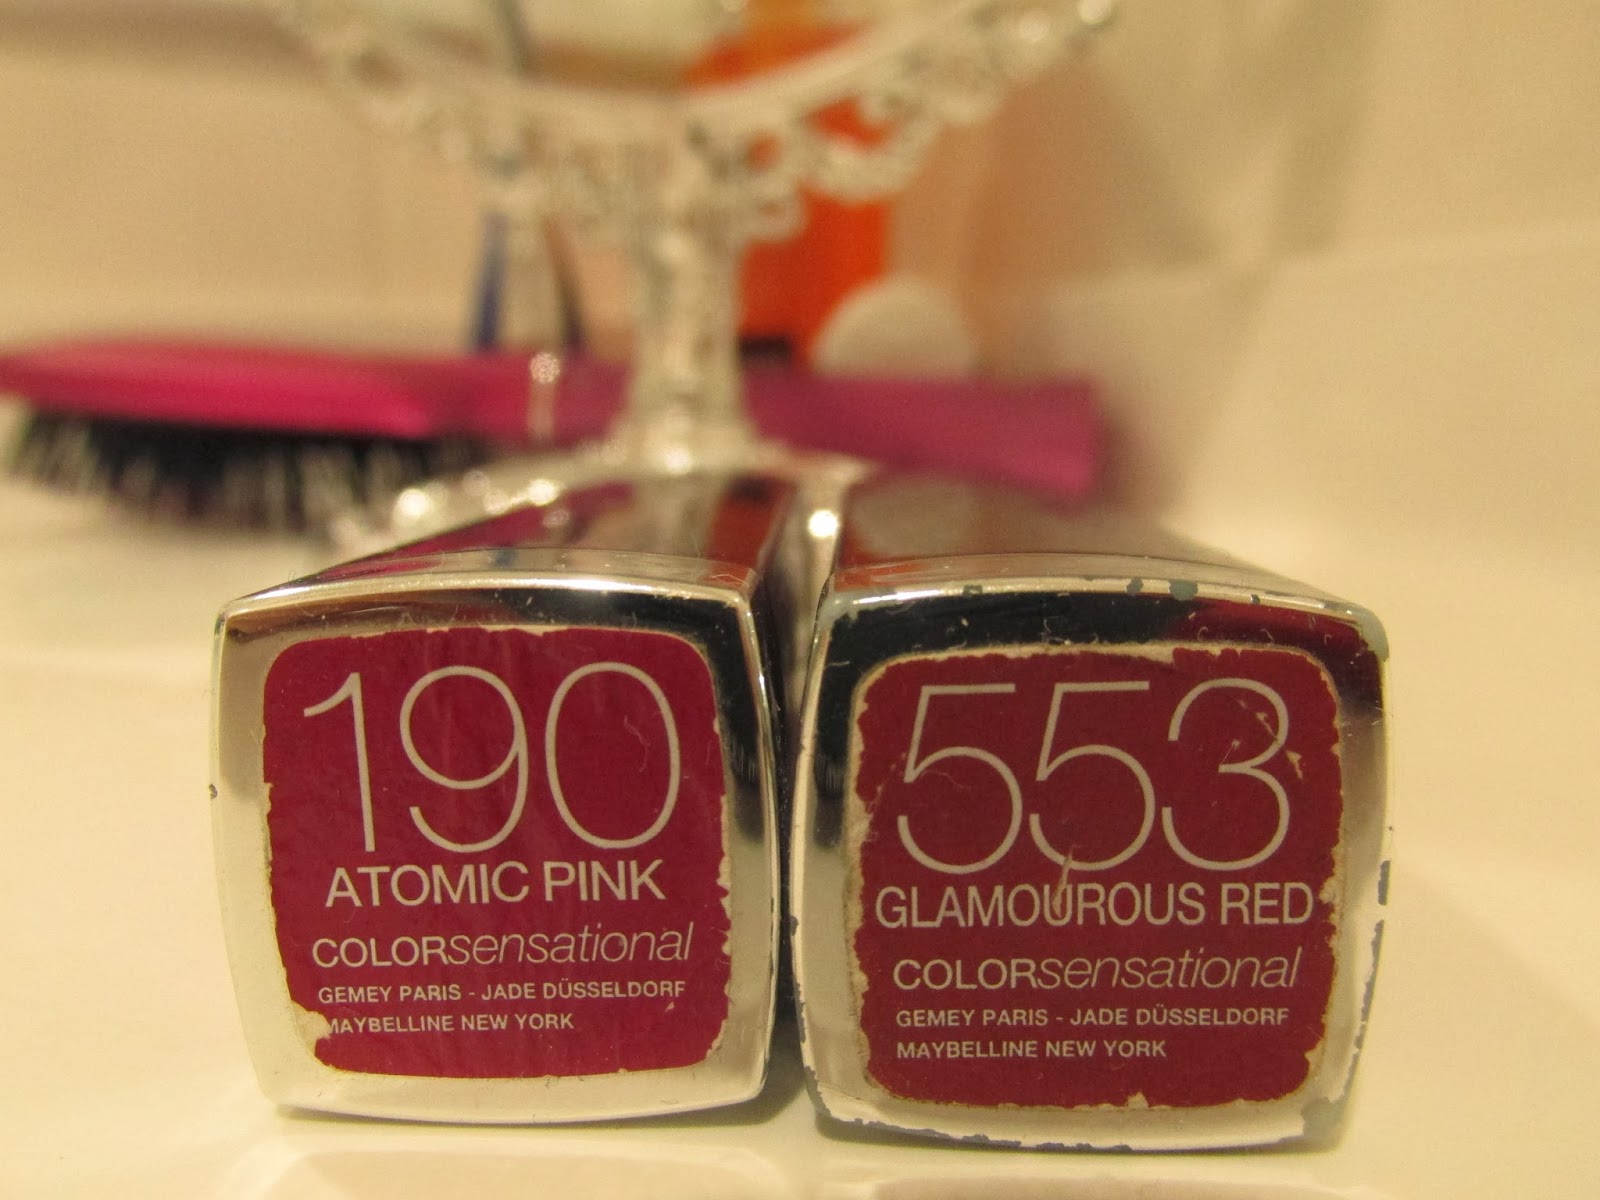 190
ATOMIC PINK
COLORsensational
GEMEY PARIS - JADE DÜSSELDORF
MAYBELLINE NEW YORK
553
GLAMOUROUS RED
COLORsensational
GEMEY PARIS - JADE DÜSSELDORF
MAYBELLINE NEW YORK